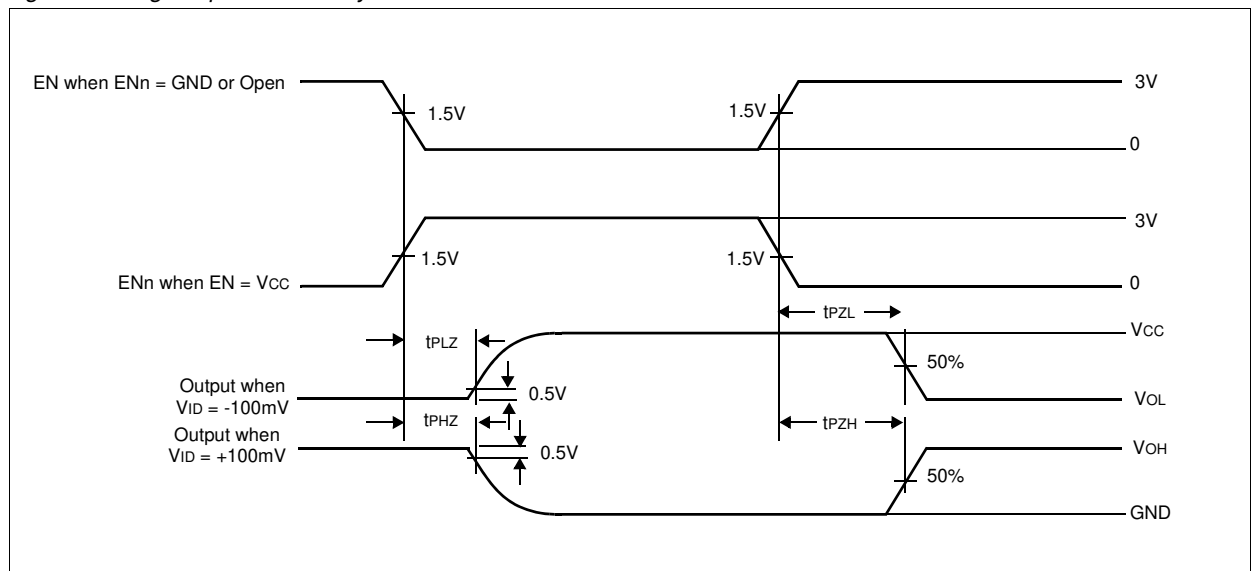 EN when ENn = GND or Open
3V
1.5V
1.5V
0
3V
1.5V
1.5V
ENn when EN = VCC
0
tPZL
VCC
tPLZ
50%
Output when
VID = -100mV
0.5V
VOL
tPHZ
tPZH
Output when
VID = +100mV
0.5V
VOH
50%
GND